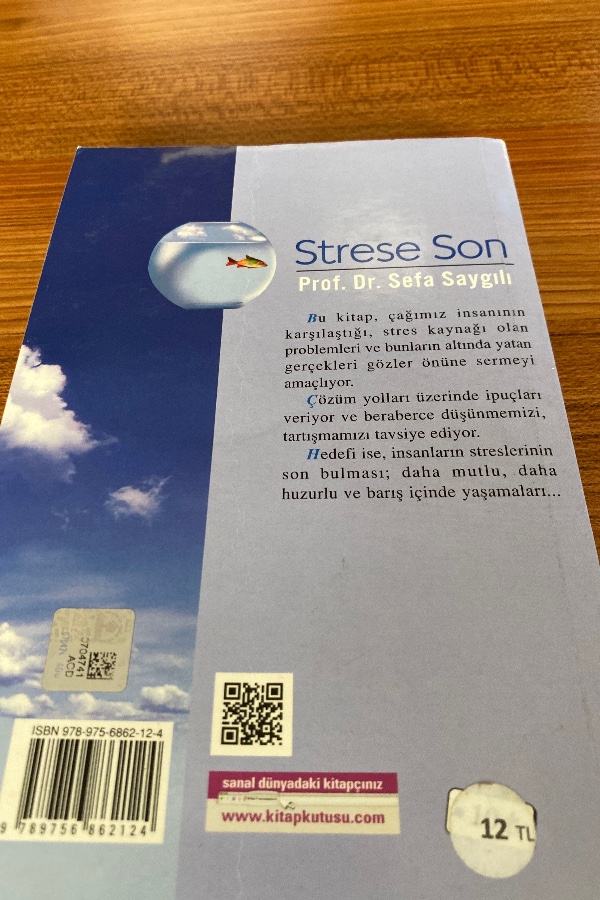 Strese Son
Prof. Dr. Sefa Saygılı
Bu kitap, çağımız insanının
karşılaştığı, stres kaynağı olan
problemleri ve bunların altında yatan
gerçekleri gözler önüne sermeyi
amaçlıyor.
Çözüm yolları üzerinde ipuçları
veriyor ve beraberce düşünmemizi,
tartışmamızı tavsiye ediyor.
Hedefi ise, insanların streslerinin
son bulması; daha mutlu, daha
huzurlu ve barış içinde yaşamaları...
0704741
ACD
ISBN 978-975-6862-12-4
9 789756 862124
sanal dünyadaki kitapçınız
www.kitapkutusu.com
12 TL